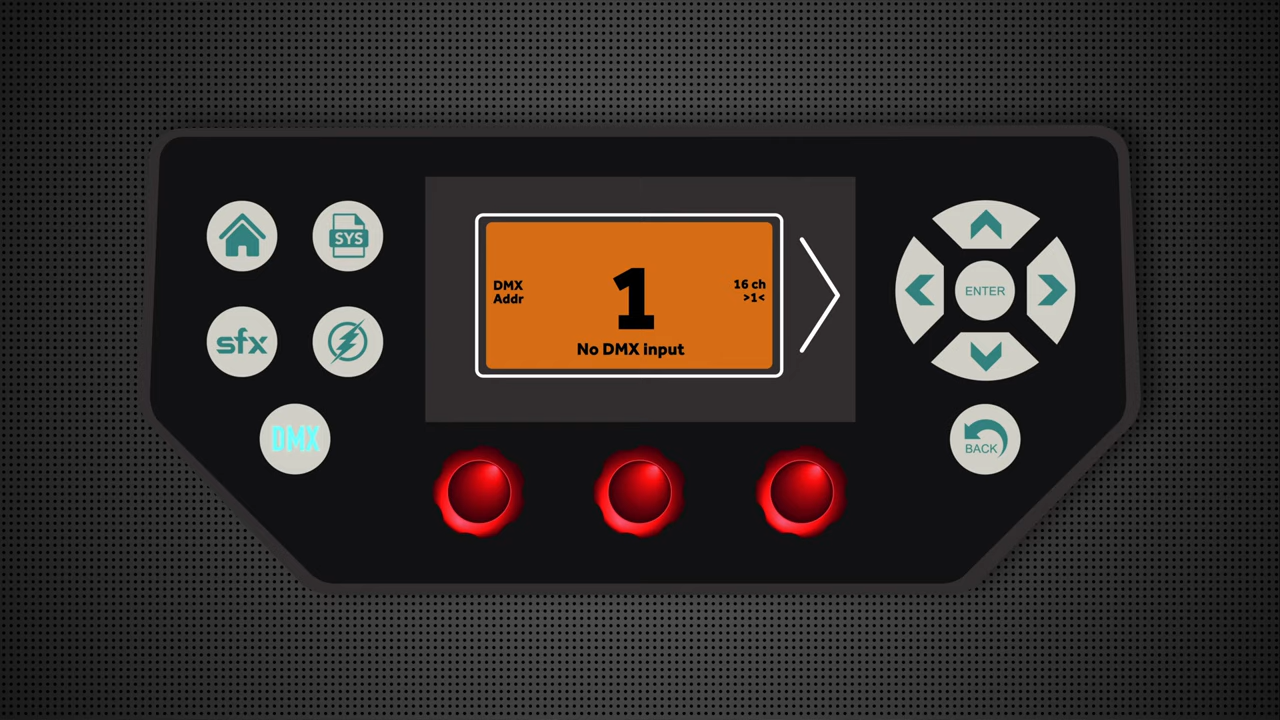 SYS
sfx
DMX
DMX
Addr
1
16 ch
>1<
No DMX input
ENTER
BACK